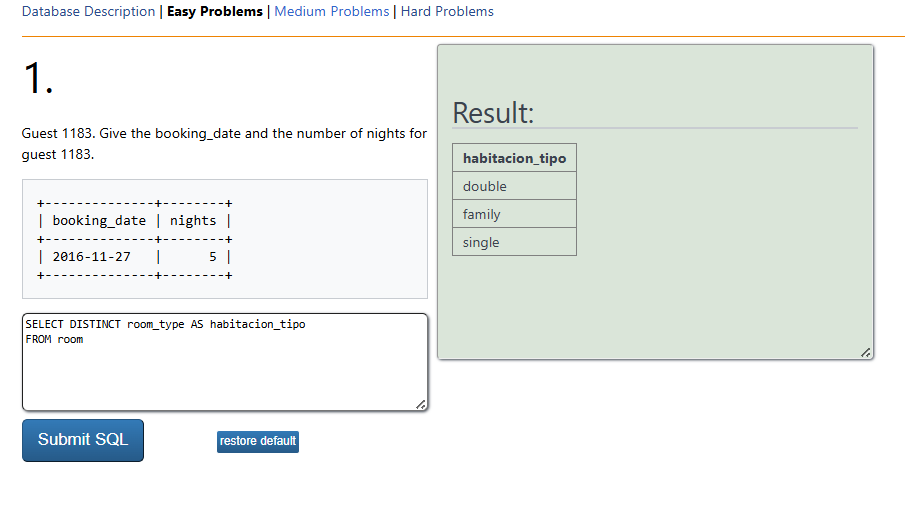 Database Description | Easy Problems | Medium Problems | Hard Problems
1.
Guest 1183. Give the booking_date and the number of nights for
guest 1183.
+--------------+--------+
| booking_date | nights |
+--------------+--------+
| 2016-11-27   |      5 |
+--------------+--------+
SELECT DISTINCT room_type AS habitacion_tipo
FROM room
Submit SQL
restore default
Result:
habitacion_tipo
double
family
single